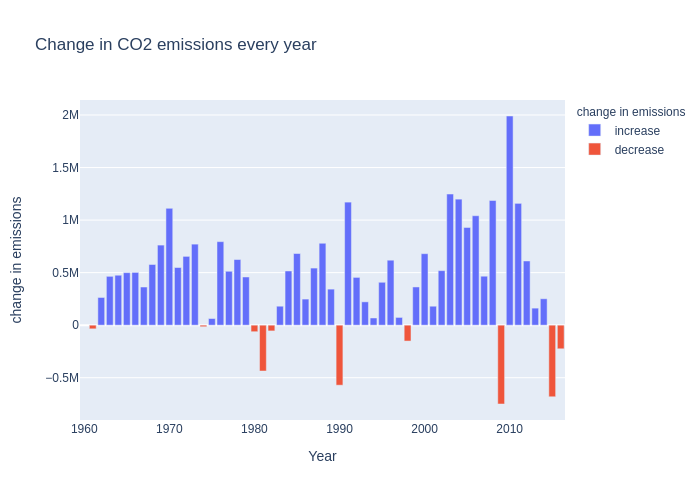 Change in CO2 emissions every year
change in emissions
increase
decrease
2M
1.5M
1M
0.5M
0
−0.5M
change in emissions
1960 1970 1980 1990 2000 2010
Year